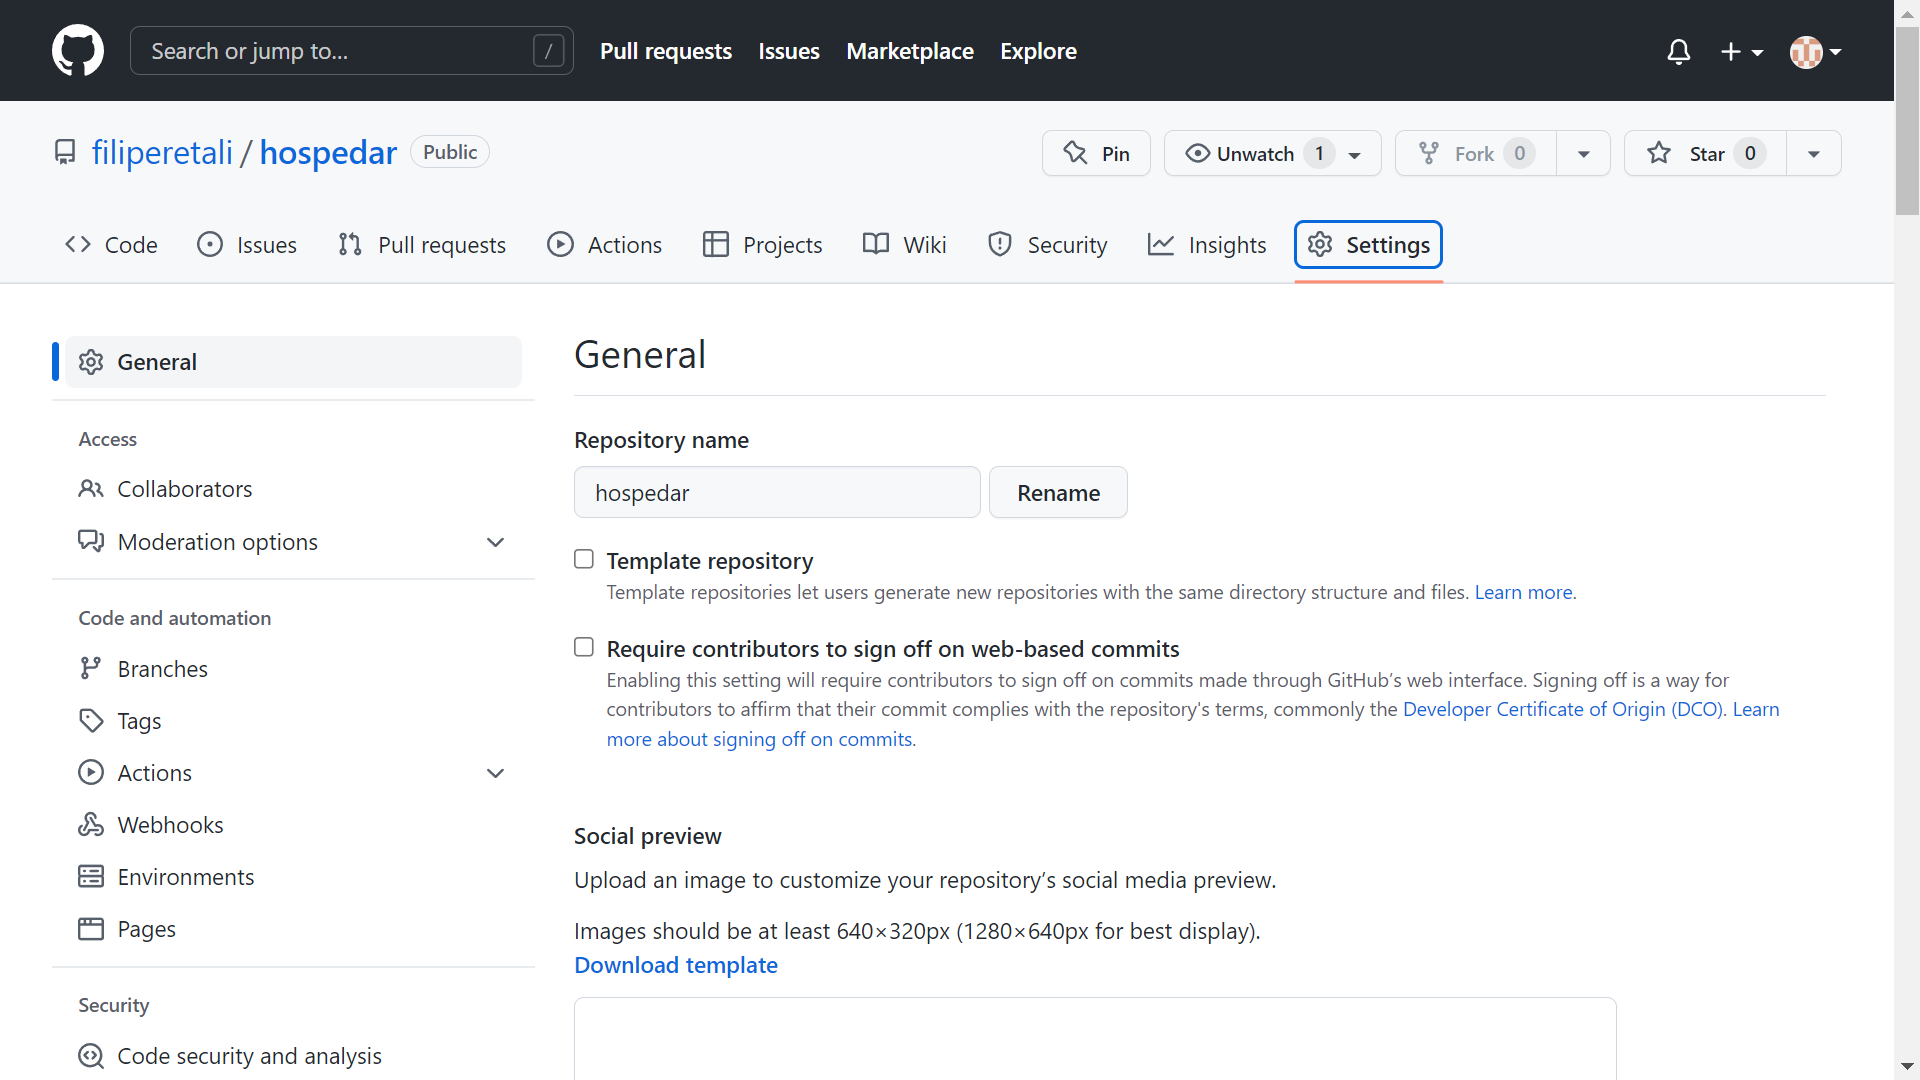 Search or jump to... /
Pull requests Issues Marketplace Explore
filiperetali / hospedar Public
Pin Unwatch 1 Fork 0 Star 0
Code Issues Pull requests Actions Projects Wiki Security Insights Settings
General
Access
Collaborators
Moderation options
Code and automation
Branches
Tags
Actions
Webhooks
Environments
Pages
Security
Code security and analysis
General
Repository name
hospedar Rename
Template repository
Template repositories let users generate new repositories with the same directory structure and files. Learn more.
Require contributors to sign off on web-based commits
Enabling this setting will require contributors to sign off on commits made through GitHub’s web interface. Signing off is a way for
contributors to affirm that their commit complies with the repository's terms, commonly the Developer Certificate of Origin (DCO). Learn
more about signing off on commits.
Social preview
Upload an image to customize your repository’s social media preview.
Images should be at least 640×320px (1280×640px for best display).
Download template